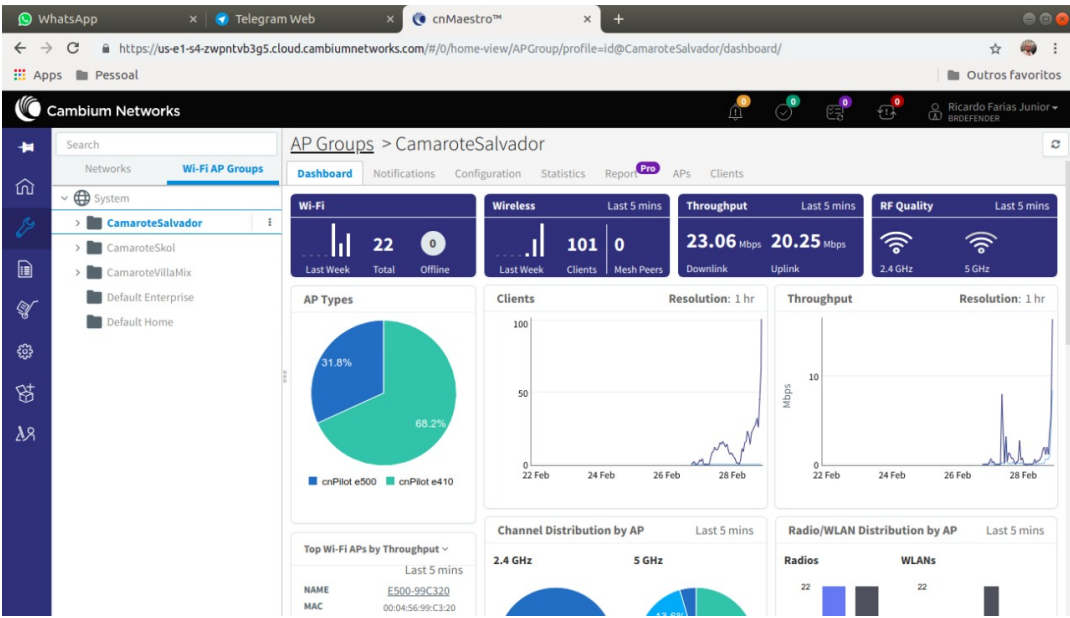 WhatsApp
Telegram Web
cnMaestro™
https://us-e1-s4-zwpntvb3g5.cloud.cambiumnetworks.com/#/0/home-view/APGroup/profile=id@CamaroteSalvador/dashboard/
Apps Pessoal Outros favoritos
Cambium Networks
0 0 0 0
Ricardo Farias Junior
BRDEFENDER
Search
Networks Wi-Fi AP Groups
System
CamaroteSalvador
CamaroteSkol
CamaroteVillaMix
Default Enterprise
Default Home
AP Groups > CamaroteSalvador
Dashboard Notifications Configuration Statistics Report Pro APs Clients
Wi-Fi
22 0
Last Week Total Offline
Wireless Last 5 mins
101 0
Last Week Clients Mesh Peers
Throughput Last 5 mins
23.06 Mbps 20.25 Mbps
Downlink Uplink
RF Quality Last 5 mins
2.4 GHz 5 GHz
AP Types
31.8%
68.2%
cnPilot e500 cnPilot e410
Clients Resolution: 1 hr
100
50
0
22 Feb 24 Feb 26 Feb 28 Feb
Throughput Resolution: 1 hr
Mbps
10
0
22 Feb 24 Feb 26 Feb 28 Feb
Top Wi-Fi APs by Throughput
Last 5 mins
NAME E500-99C320
MAC 00:04:56:99:C3:20
Channel Distribution by AP Last 5 mins
2.4 GHz 5 GHz
13.6%
Radio/WLAN Distribution by AP Last 5 mins
Radios WLANs
22 22